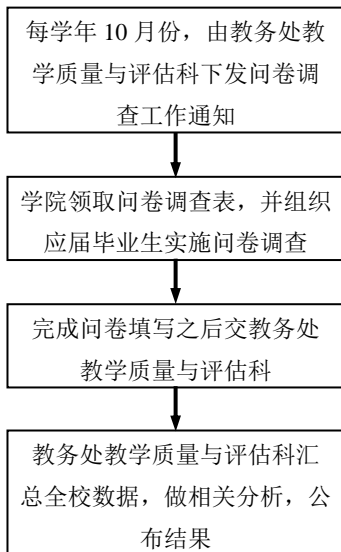 每学年 10 月份，由教务处教
学质量与评估科下发问卷调
查工作通知
学院领取问卷调查表，并组织
应届毕业生实施问卷调查
完成问卷填写之后交教务处
教学质量与评估科
教务处教学质量与评估科汇
总全校数据，做相关分析，公
布结果